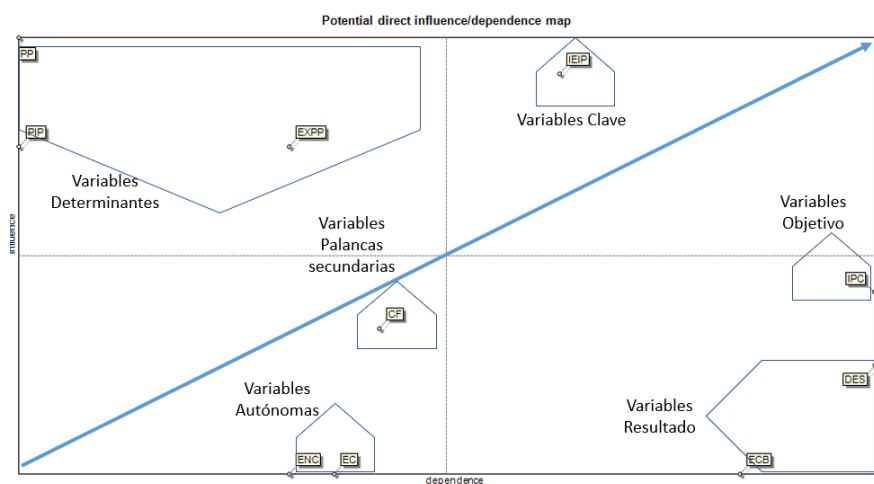 Potential direct influence/dependence map
PP
IEIP
Variables Clave
PIP
EXPP
Variables
Determinantes
Variables
Objetivo
Variables
Palancas
secundarias
influence
IPC
CF
Variables
Autónomas
DES
Variables
Resultado
ENC
EC
ECB
dependence